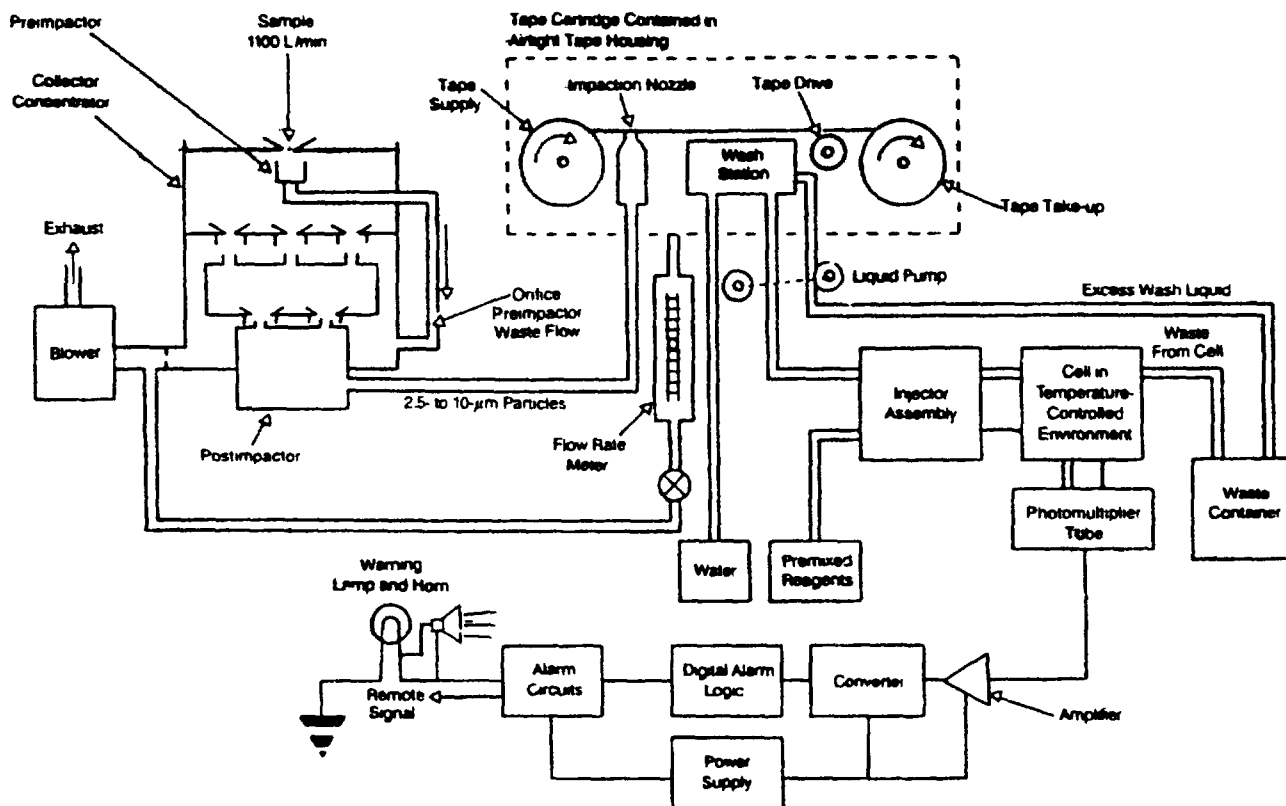 Preimpactor
Sample
1100 L/min
Tape Cartridge Contained in
Airtight Tape Housing
Collector
Concentrator
Tape
Supply
Impaction Nozzle
Tape Drive
Wash
Station
Tape Take-up
Exhaust
Liquid Pump
Orifice
Preimpactor
Waste Flow
Excess Wash Liquid
Blower
Waste
From Cell
2.5- to 10-μm Particles
Injector
Assembly
Cell in
Temperature-
Controlled
Environment
Postimpactor
Flow Rate
Meter
Waste
Container
Photomultiplier
Tube
Water
Premixed
Reagents
Warning
Lamp and Horn
Alarm
Circuits
Digital Alarm
Logic
Converter
Remote
Signal
Amplifier
Power
Supply